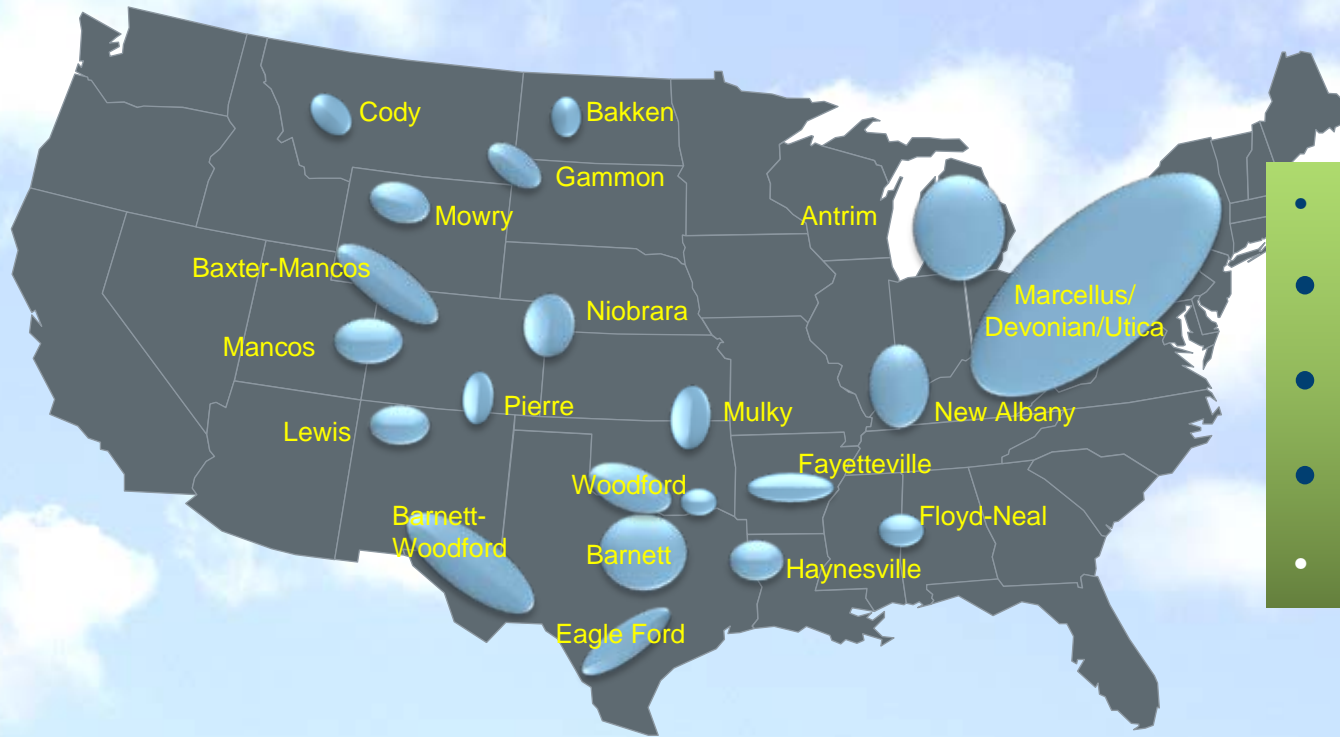 Cody
Bakken
Gammon
Mowry
Antrim
Baxter-Mancos
Marcellus/
Devonian/Utica
Niobrara
Mancos
Pierre
Mulky
New Albany
Lewis
Fayetteville
Woodford
Barnett-
Woodford
Floyd-Neal
Barnett
Haynesville
Eagle Ford